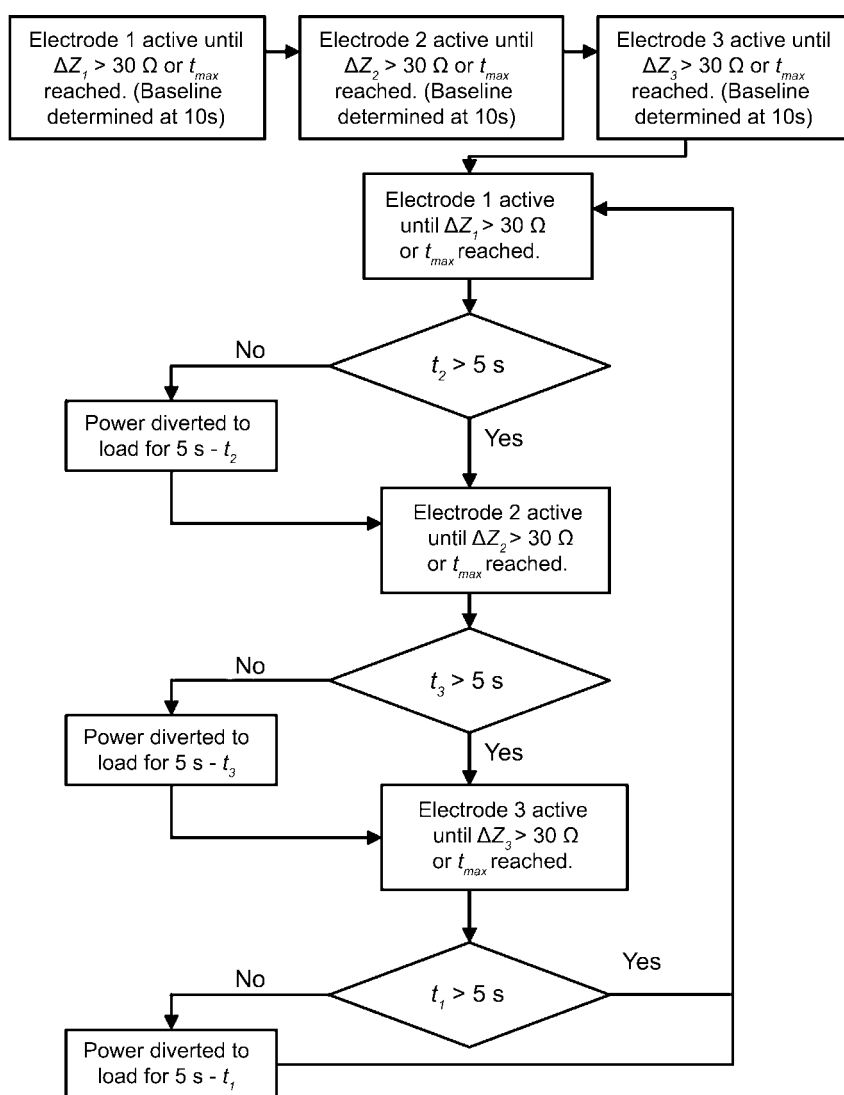 Electrode 1 active until
ΔZ₁ > 30 Ω or tₘₐₓ
reached. (Baseline
determined at 10s)
Electrode 2 active until
ΔZ₂ > 30 Ω or tₘₐₓ
reached. (Baseline
determined at 10s)
Electrode 3 active until
ΔZ₃ > 30 Ω or tₘₐₓ
reached. (Baseline
determined at 10s)
Electrode 1 active
until ΔZ₁ > 30 Ω
or tₘₐₓ reached.
No
t₂ > 5 s
Power diverted to
load for 5 s - t₂
Yes
Electrode 2 active
until ΔZ₂ > 30 Ω
or tₘₐₓ reached.
No
t₃ > 5 s
Power diverted to
load for 5 s - t₃
Yes
Electrode 3 active
until ΔZ₃ > 30 Ω
or tₘₐₓ reached.
No
t₁ > 5 s
Yes
Power diverted to
load for 5 s - t₁